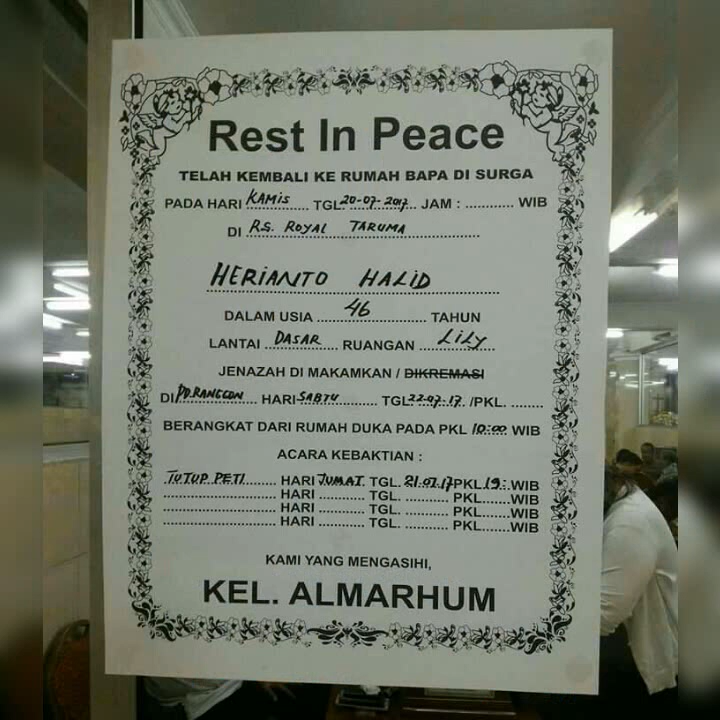 Rest In Peace
TELAH KEMBALI KE RUMAH BAPA DI SURGA
PADA HARI KAMIS TGL. 20-07-2017 JAM : ............ WIB
DI R.S. ROYAL TARUMA
HERIANTO HALID
DALAM USIA 46 TAHUN
LANTAI DASAR RUANGAN LILY
JENAZAH DI MAKAMKAN / DIKREMASI
DI PD.RANGGON HARI SABTU TGL. 22-07-17 /PKL. ........
BERANGKAT DARI RUMAH DUKA PADA PKL 10:00 WIB
ACARA KEBAKTIAN :
TUTUP PETI HARI JUMAT TGL. 21.07.17 PKL. 19: WIB
........................ HARI .......... TGL. .......... PKL.......WIB
........................ HARI .......... TGL. .......... PKL.......WIB
........................ HARI .......... TGL. .......... PKL.......WIB
KAMI YANG MENGASIHI,
KEL. ALMARHUM